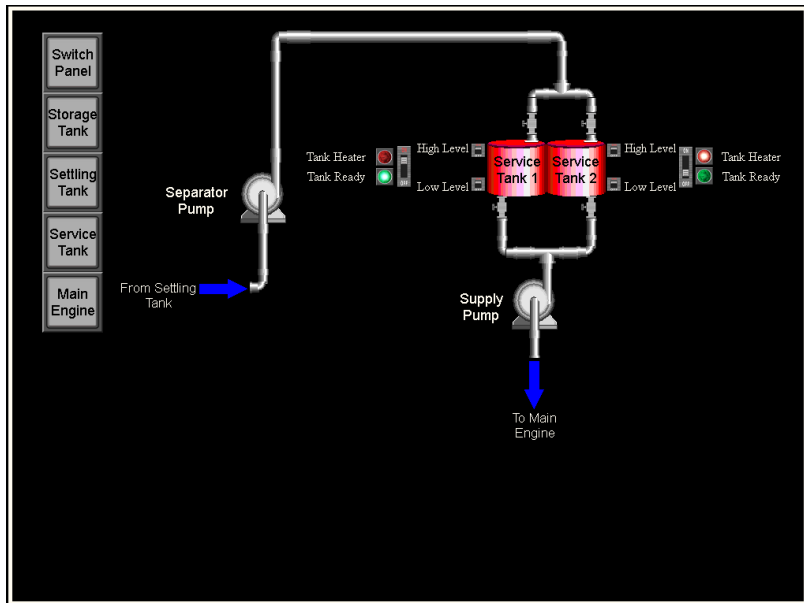 Switch
Panel
Storage
Tank
Settling
Tank
Service
Tank
Main
Engine
Separator
Pump
From Settling
Tank
Tank Heater
Tank Ready
High Level
Low Level
Service
Tank 1
Service
Tank 2
High Level
Low Level
Tank Heater
Tank Ready
Supply
Pump
To Main
Engine